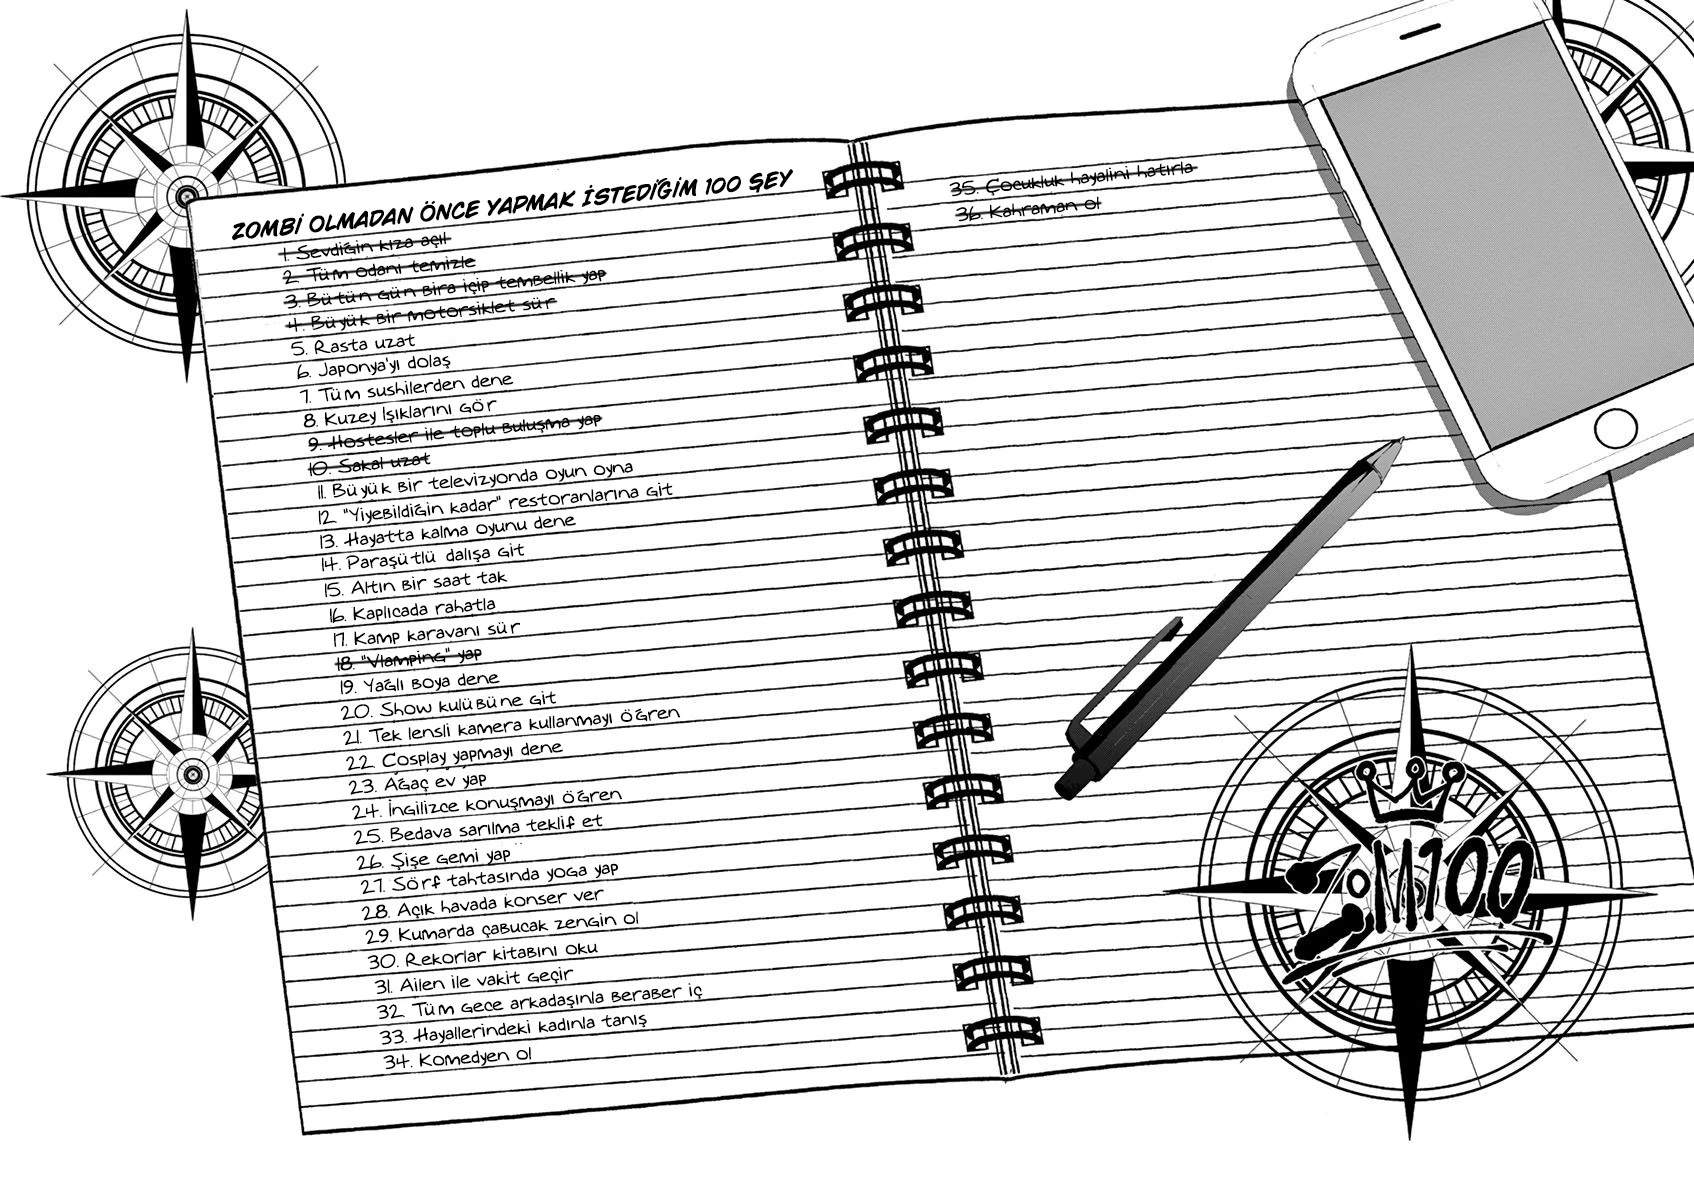 ZOMBİ OLMADAN ÖNCE YAPMAK İSTEDİĞİM 100 ŞEY
1. Sevdiğin kıza açıl
2. Tüm odanı temizle
3. Bütün gün bira içip tembellik yap
4. Büyük bir motorsiklet sür
5. Rasta uzat
6. Japonya'yı dolaş
7. Tüm sushilerden dene
8. Kuzey Işıklarını gör
9. Hostesler ile toplu buluşma yap
10. Sakal uzat
11. Büyük bir televizyonda oyun oyna
12. "Yiyebildiğin kadar" restoranlarına git
13. Hayatta kalma oyunu dene
14. Paraşütlü dalışa git
15. Altın bir saat tak
16. Kaplıcada rahatla
17. Kamp karavanı sür
18. "Vlamping" yap
19. Yağlı boya dene
20. Show kulübüne git
21. Tek lensli kamera kullanmayı öğren
22. Cosplay yapmayı dene
23. Ağaç ev yap
24. İngilizce konuşmayı öğren
25. Bedava sarılma teklif et
26. Şişe gemi yap
27. Sörf tahtasında yoga yap
28. Açık havada konser ver
29. Kumarda çabucak zengin ol
30. Rekorlar kitabını oku
31. Ailen ile vakit geçir
32. Tüm gece arkadaşınla beraber iç
33. Hayallerindeki kadınla tanış
34. Komedyen ol
35. Çocukluk hayalini hatırla
36. Kahraman ol
ZOM100